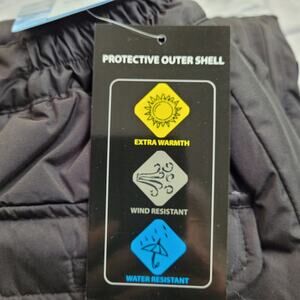 PROTECTIVE OUTER SHELL
EXTRA WARMTH
WIND RESISTANT
WATER RESISTANT